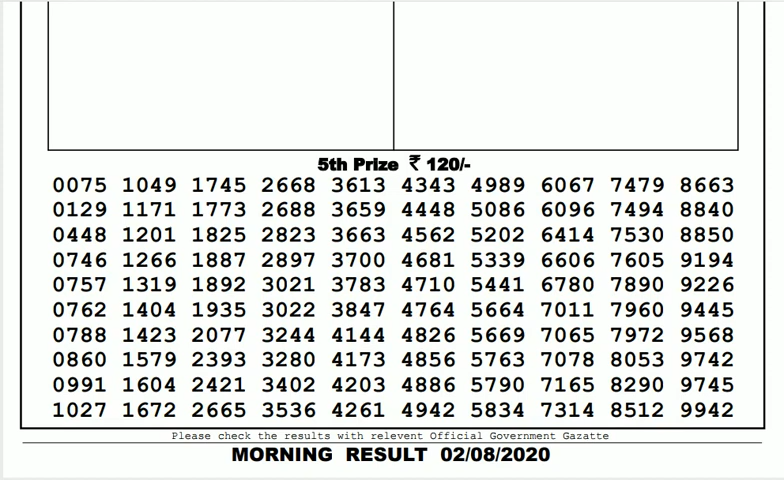 5th Prize ₹ 120/-
0075 1049 1745 2668 3613 4343 4989 6067 7479 8663
0129 1171 1773 2688 3659 4448 5086 6096 7494 8840
0448 1201 1825 2823 3663 4562 5202 6414 7530 8850
0746 1266 1887 2897 3700 4681 5339 6606 7605 9194
0757 1319 1892 3021 3783 4710 5441 6780 7890 9226
0762 1404 1935 3022 3847 4764 5664 7011 7960 9445
0788 1423 2077 3244 4144 4826 5669 7065 7972 9568
0860 1579 2393 3280 4173 4856 5763 7078 8053 9742
0991 1604 2421 3402 4203 4886 5790 7165 8290 9745
1027 1672 2665 3536 4261 4942 5834 7314 8512 9942
Please check the results with relevent Official Government Gazatte
MORNING RESULT 02/08/2020